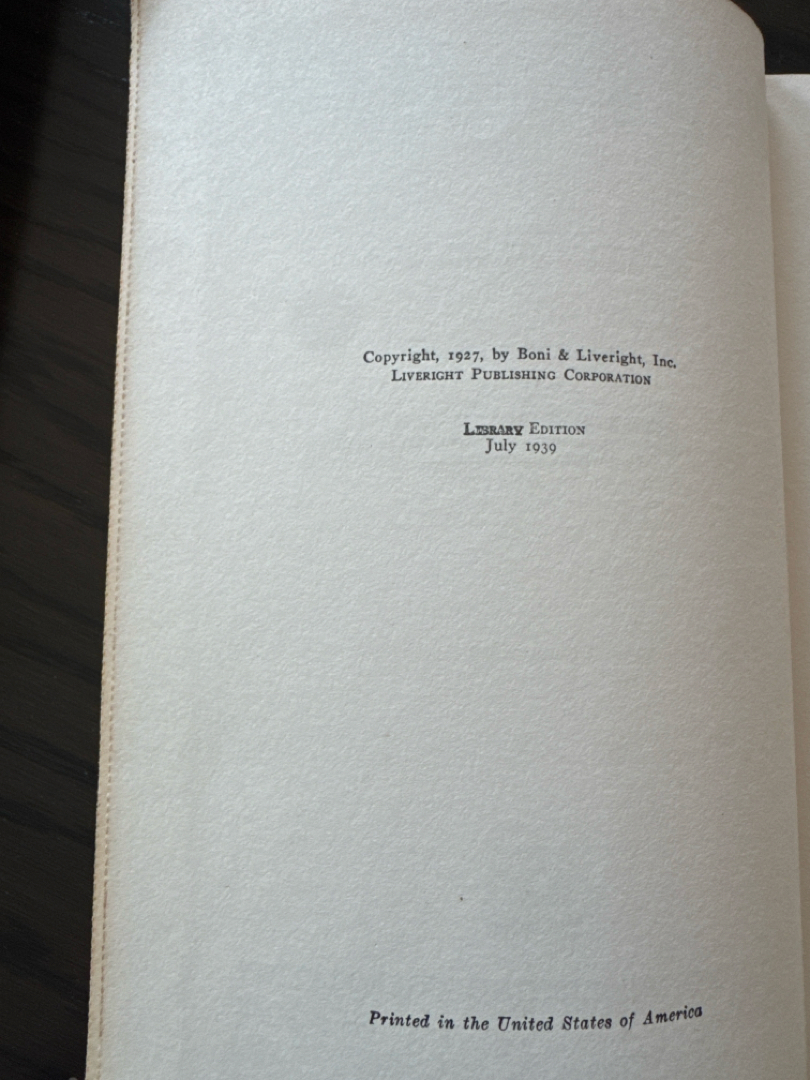 Copyright, 1927, by Boni & Liveright, Inc.
LIVERIGHT PUBLISHING CORPORATION
LIBRARY EDITION
July 1939
Printed in the United States of America